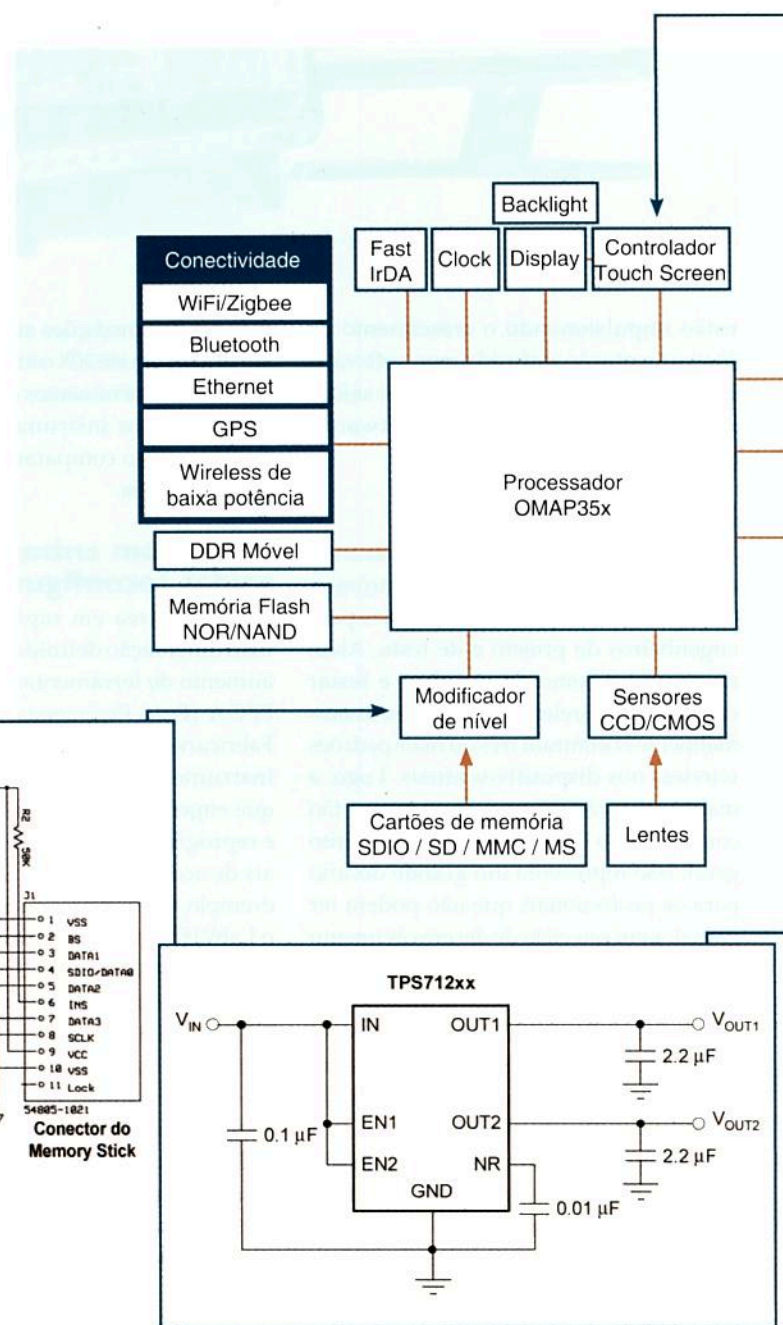 Backlight
Conectividade
WiFi/Zigbee
Bluetooth
Ethernet
GPS
Wireless de
baixa potência
DDR Móvel
Memória Flash
NOR/NAND
Fast
IrDA
Clock
Display
Controlador
Touch Screen
Processador
OMAP35x
Modificador
de nível
Sensores
CCD/CMOS
Cartões de memória
SDIO / SD / MMC / MS
Lentes
R2
J1
1 VSS
2 BS
3 DATA1
4 SDIO/DATA0
5 DATA2
6 INS
7 DATA3
8 SCLK
9 VCC
10 VSS
11 Lock
54805-1021
Conector do
Memory Stick
TPS712xx
VIN
IN
OUT1
VOUT1
2.2 µF
EN1
OUT2
VOUT2
0.1 µF
EN2
NR
2.2 µF
GND
0.01 µF